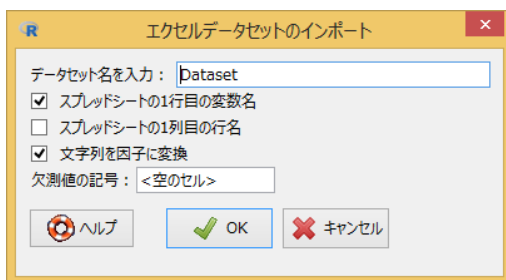 エクセルデータセットのインポート
データセット名を入力： Dataset
スプレッドシートの1行目の変数名
スプレッドシートの1列目の行名
文字列を因子に変換
欠測値の記号： <空のセル>
ヘルプ OK キャンセル